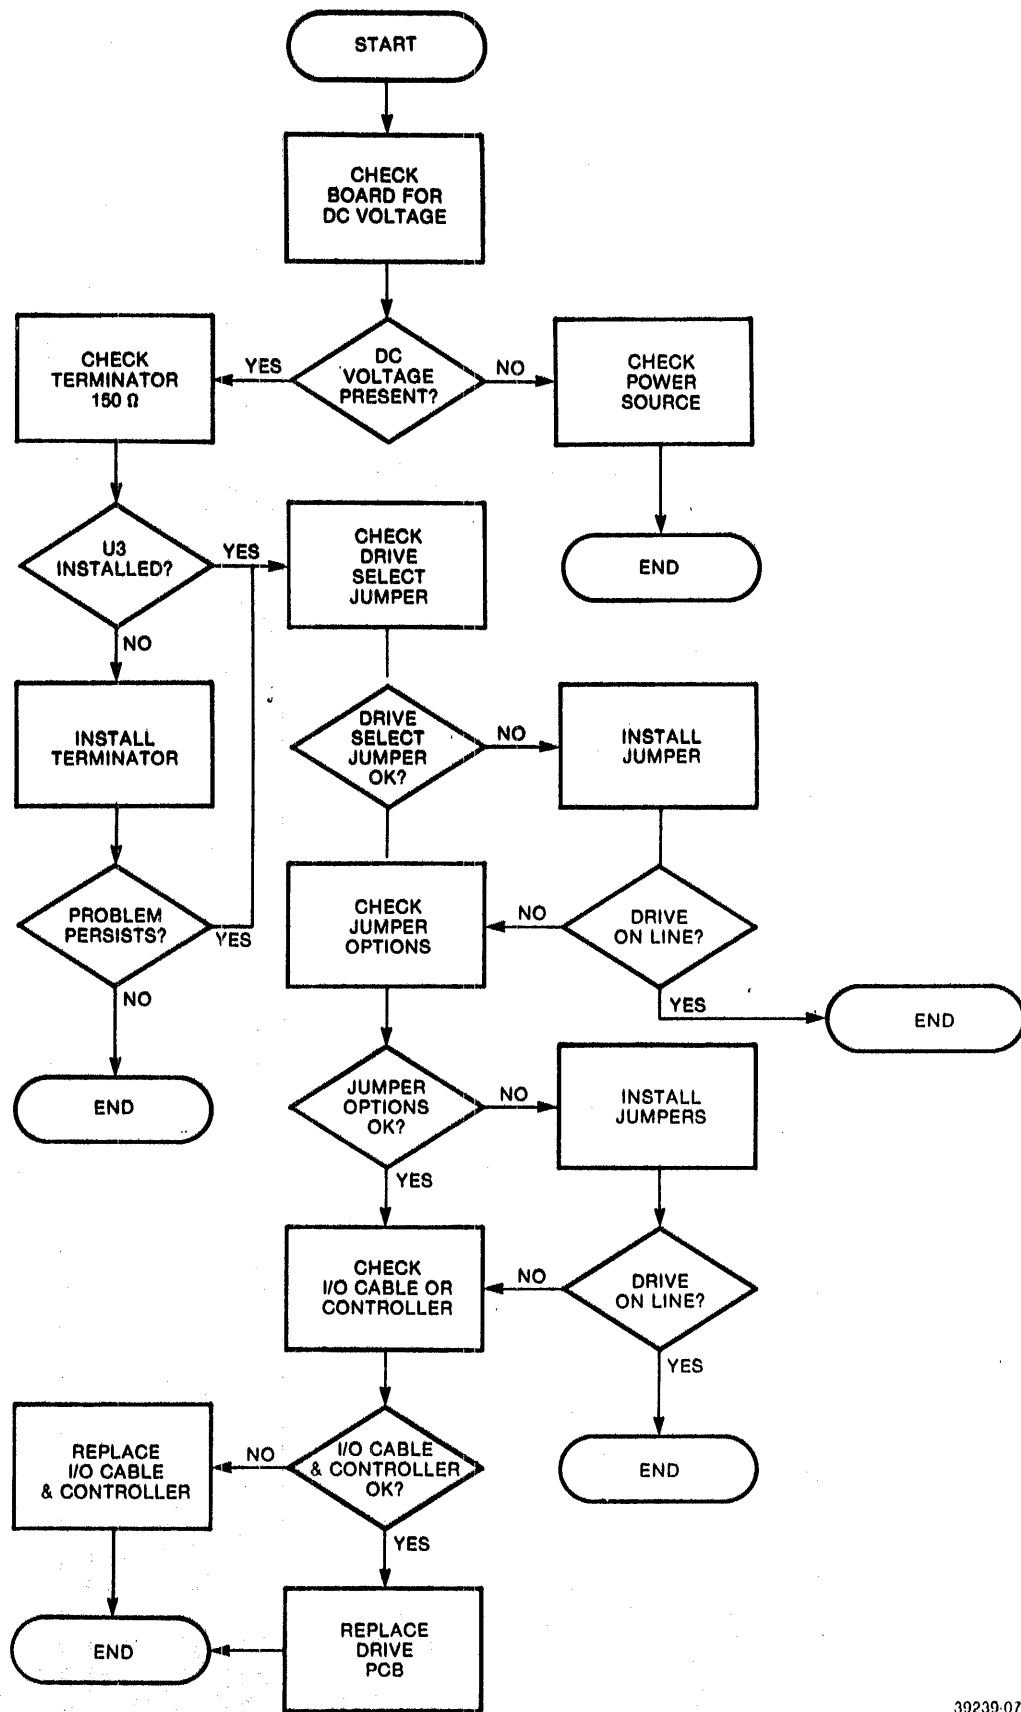 START
CHECK
BOARD FOR
DC VOLTAGE
CHECK
TERMINATOR
150 Ω
YES
DC
VOLTAGE
PRESENT?
NO
CHECK
POWER
SOURCE
U3
INSTALLED?
YES
CHECK
DRIVE
SELECT
JUMPER
END
NO
INSTALL
TERMINATOR
DRIVE
SELECT
JUMPER
OK?
NO
INSTALL
JUMPER
PROBLEM
PERSISTS?
YES
CHECK
JUMPER
OPTIONS
NO
DRIVE
ON LINE?
NO
YES
END
END
JUMPER
OPTIONS
OK?
NO
INSTALL
JUMPERS
YES
CHECK
I/O CABLE OR
CONTROLLER
NO
DRIVE
ON LINE?
YES
REPLACE
I/O CABLE
& CONTROLLER
NO
I/O CABLE
& CONTROLLER
OK?
END
YES
END
REPLACE
DRIVE
PCB
39239-07